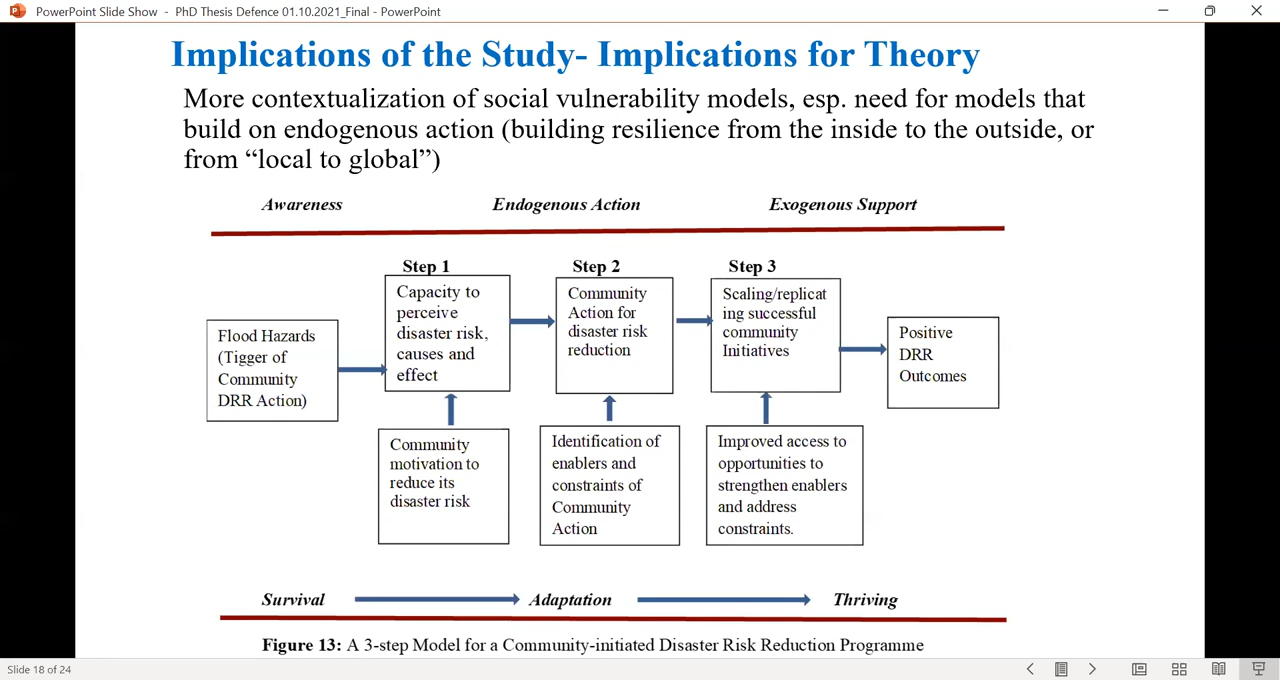 PowerPoint Slide Show - PhD Thesis Defence 01.10.2021_Final - PowerPoint
Implications of the Study- Implications for Theory
More contextualization of social vulnerability models, esp. need for models that
build on endogenous action (building resilience from the inside to the outside, or
from “local to global”)
Awareness
Endogenous Action
Exogenous Support
Flood Hazards
(Tigger of
Community
DRR Action)
Step 1
Capacity to
perceive
disaster risk,
causes and
effect
Community
motivation to
reduce its
disaster risk
Step 2
Community
Action for
disaster risk
reduction
Identification of
enablers and
constraints of
Community
Action
Step 3
Scaling/replicat
ing successful
community
Initiatives
Improved access to
opportunities to
strengthen enablers
and address
constraints.
Positive
DRR
Outcomes
Survival
Adaptation
Thriving
Figure 13: A 3-step Model for a Community-initiated Disaster Risk Reduction Programme
Slide 18 of 24